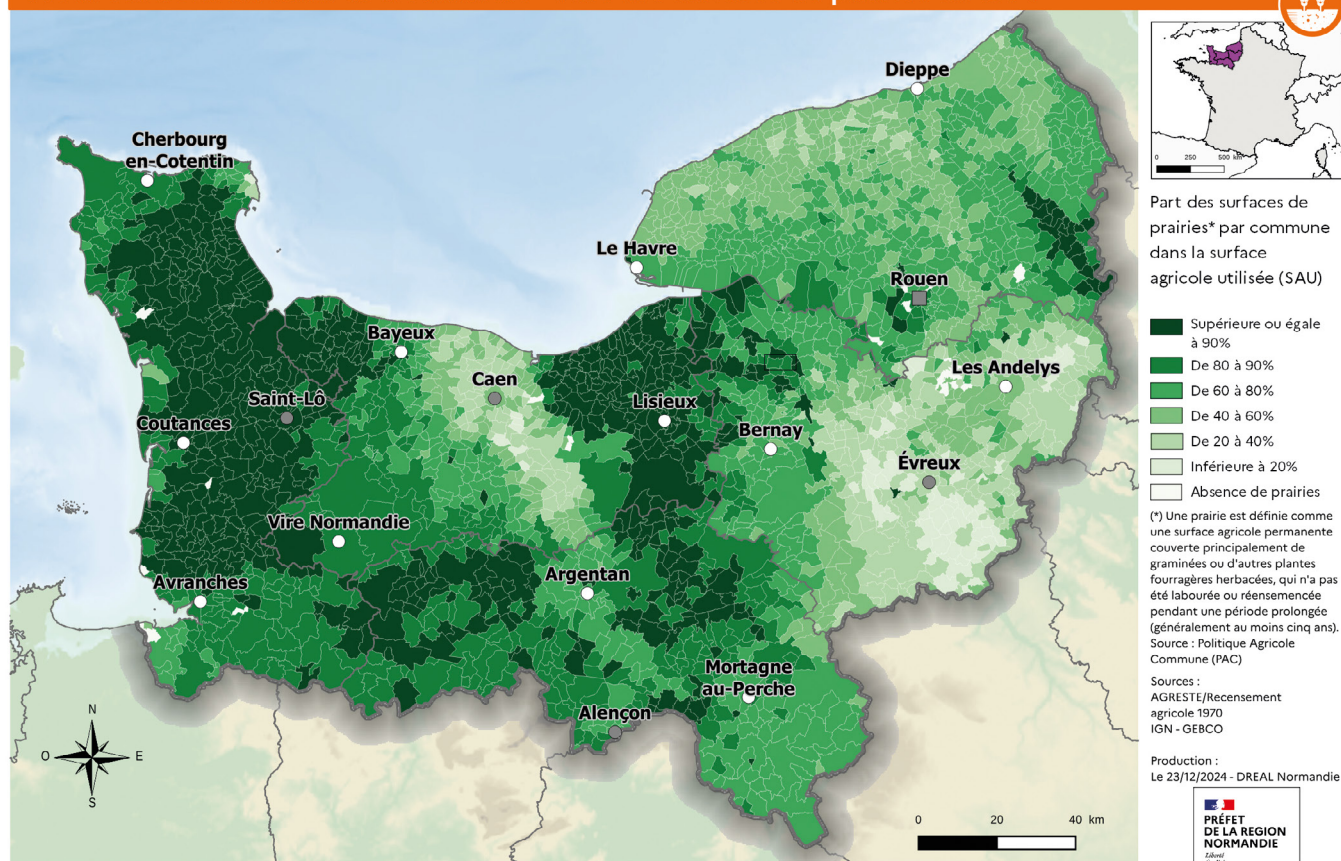 Dieppe
Cherbourg
en-Cotentin
Le Havre
Rouen
Bayeux
Caen
Les Andelys
Saint-Lô
Lisieux
Coutances
Bernay
Évreux
Vire Normandie
Argentan
Avranches
Mortagne
au-Perche
Alençon
N
O E
S
0 20 40 km
0 250 500 km
Part des surfaces de
prairies* par commune
dans la surface
agricole utilisée (SAU)
Supérieure ou égale
à 90%
De 80 à 90%
De 60 à 80%
De 40 à 60%
De 20 à 40%
Inférieure à 20%
Absence de prairies
(*) Une prairie est définie comme
une surface agricole permanente
couverte principalement de
graminées ou d'autres plantes
fourragères herbacées, qui n'a pas
été labourée ou réensemencée
pendant une période prolongée
(généralement au moins cinq ans).
Source : Politique Agricole
Commune (PAC)
Sources :
AGRESTE/Recensement
agricole 1970
IGN - GEBCO
Production :
Le 23/12/2024 - DREAL Normandie
PRÉFET
DE LA REGION
NORMANDIE
Liberté